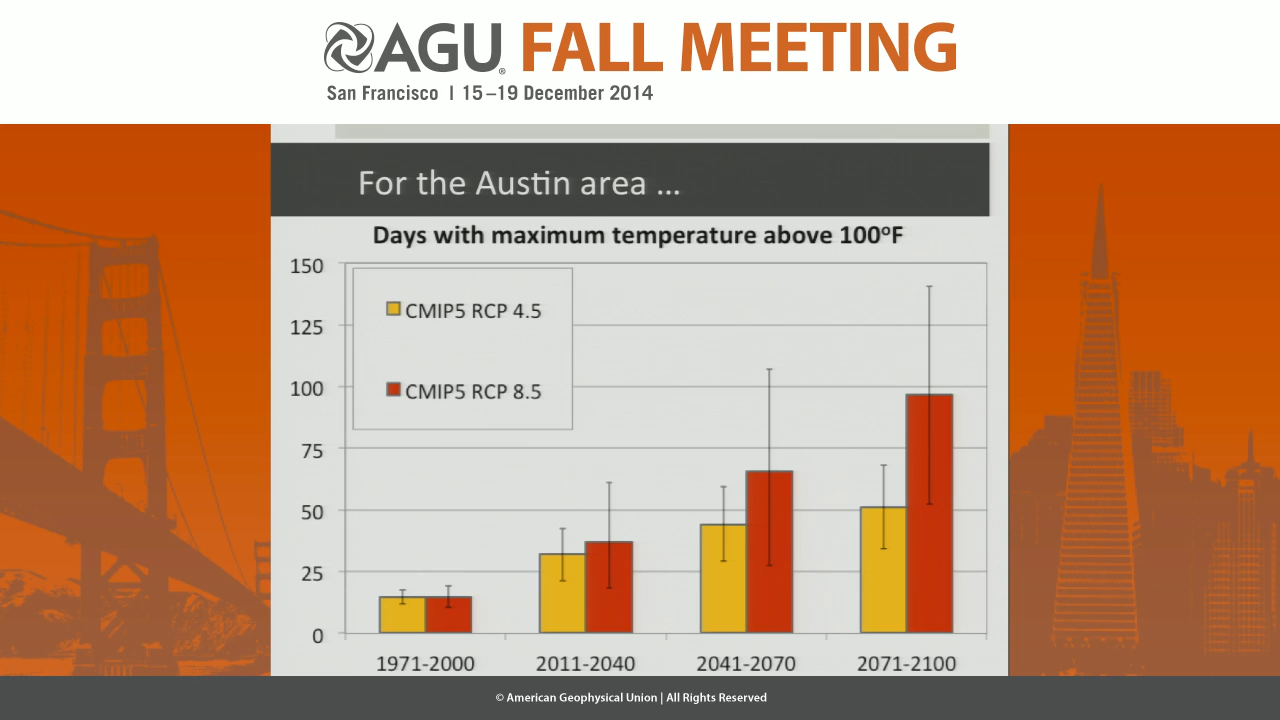 AGU® FALL MEETING
San Francisco | 15–19 December 2014
For the Austin area ...
Days with maximum temperature above 100°F
150
125
100
75
50
25
0
CMIP5 RCP 4.5
CMIP5 RCP 8.5
1971-2000 2011-2040 2041-2070 2071-2100
© American Geophysical Union | All Rights Reserved